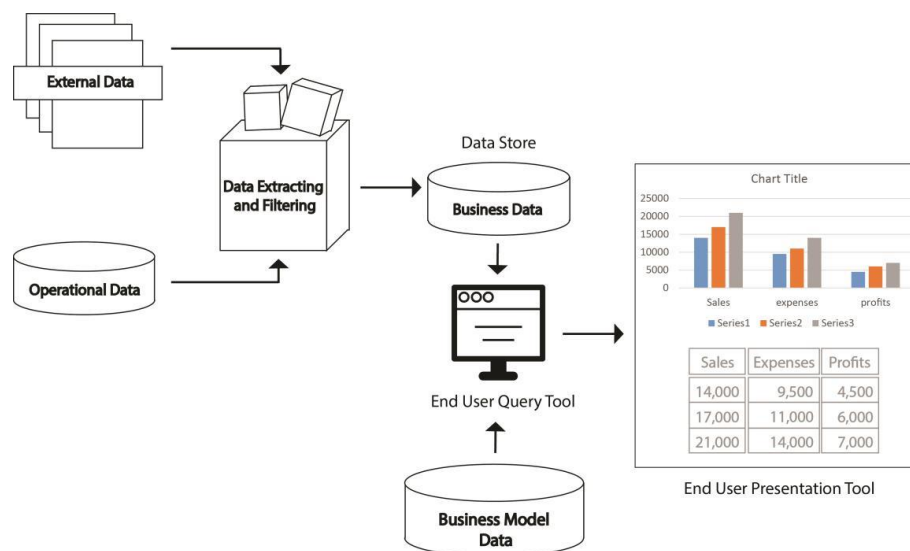 External Data
Data Extracting
and Filtering
Operational Data
Data Store
Business Data
End User Query Tool
Business Model
Data
Chart Title
25000
20000
15000
10000
5000
0
Sales expenses profits
Series1 Series2 Series3
Sales Expenses Profits
14,000 9,500 4,500
17,000 11,000 6,000
21,000 14,000 7,000
End User Presentation Tool